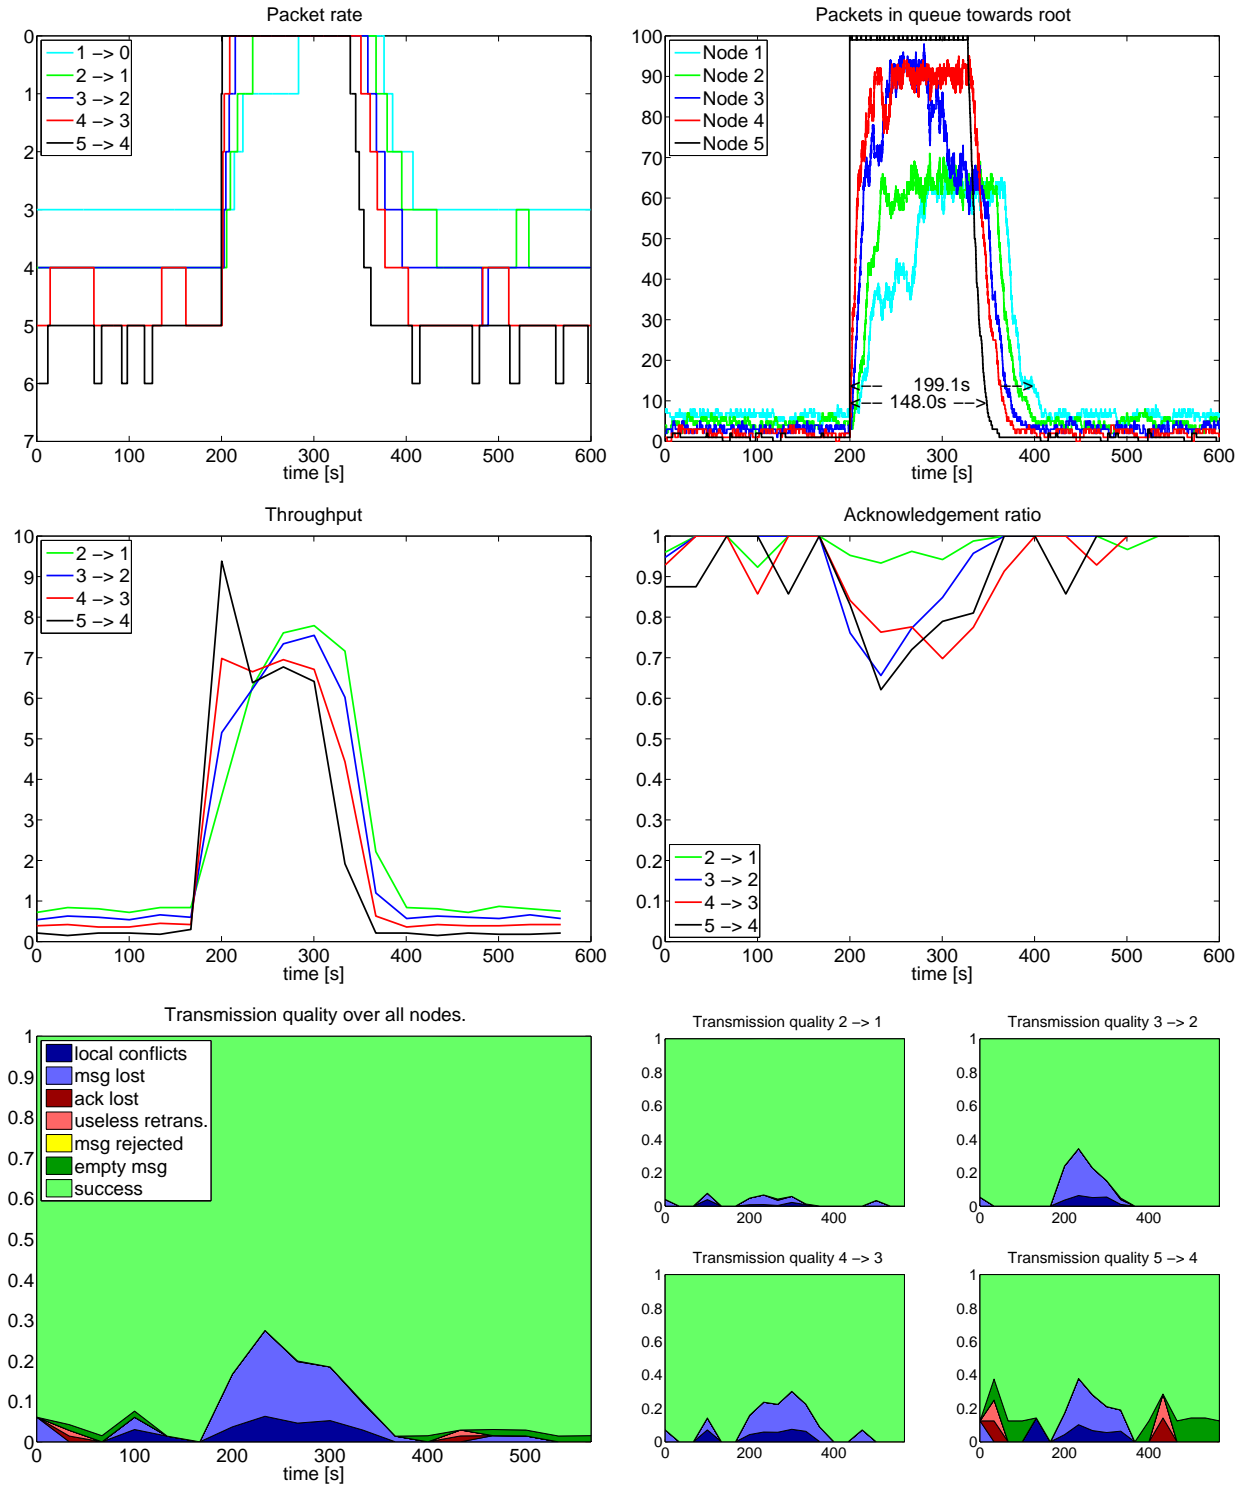 Packet rate
0
1
2
3
4
5
6
7
1 -> 0
2 -> 1
3 -> 2
4 -> 3
5 -> 4
0 100 200 300 400 500 600
time [s]
Packets in queue towards root
100
90
80
70
60
50
40
30
20
10
0
Node 1
Node 2
Node 3
Node 4
Node 5
<-- 199.1s -->
<-- 148.0s -->
0 100 200 300 400 500 600
time [s]
Throughput
10
9
8
7
6
5
4
3
2
1
0
2 -> 1
3 -> 2
4 -> 3
5 -> 4
0 100 200 300 400 500 600
time [s]
Acknowledgement ratio
1
0.9
0.8
0.7
0.6
0.5
0.4
0.3
0.2
0.1
0
2 -> 1
3 -> 2
4 -> 3
5 -> 4
0 100 200 300 400 500 600
time [s]
Transmission quality over all nodes.
1
0.9
0.8
0.7
0.6
0.5
0.4
0.3
0.2
0.1
0
local conflicts
msg lost
ack lost
useless retrans.
msg rejected
empty msg
success
0 100 200 300 400 500
time [s]
Transmission quality 2 -> 1
1
0.8
0.6
0.4
0.2
0
0 200 400
Transmission quality 3 -> 2
1
0.8
0.6
0.4
0.2
0
0 200 400
Transmission quality 4 -> 3
1
0.8
0.6
0.4
0.2
0
0 200 400
Transmission quality 5 -> 4
1
0.8
0.6
0.4
0.2
0
0 200 400